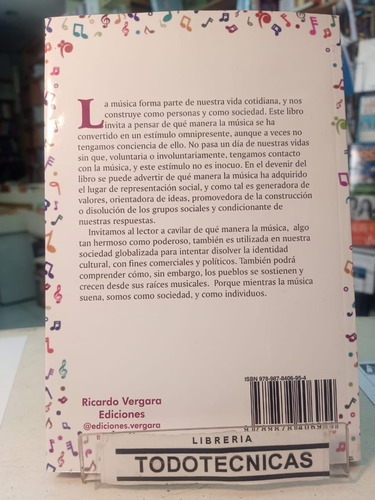 La música forma parte de nuestra vida cotidiana, y nos
construye como personas y como sociedad. Este libro
invita a pensar de qué manera la música se ha
convertido en un estímulo omnipresente, aunque a veces no
tengamos conciencia de ello. No pasa un día de nuestras vidas
sin que, voluntaria o involuntariamente, tengamos contacto
con la música, y este estímulo no es inocuo. En el devenir del
libro se puede advertir de qué manera la música ha adquirido
el lugar de representación social, y como tal es generadora de
valores, orientadora de ideas, promovedora de la construcción
o disolución de los grupos sociales y condicionante de
nuestras respuestas.
Invitamos al lector a cavilar de qué manera la música, algo
tan hermoso como poderoso, también es utilizada en nuestra
sociedad globalizada para intentar disolver la identidad
cultural, con fines comerciales y políticos. También podrá
comprender cómo, sin embargo, los pueblos se sostienen y
crecen desde sus raíces musicales. Porque mientras la música
suena, somos como sociedad, y como individuos.
ISBN 978-987-8406-95-4
Ricardo Vergara
Ediciones
@ediciones.vergara
LIBRERIA
TODOTECNICAS